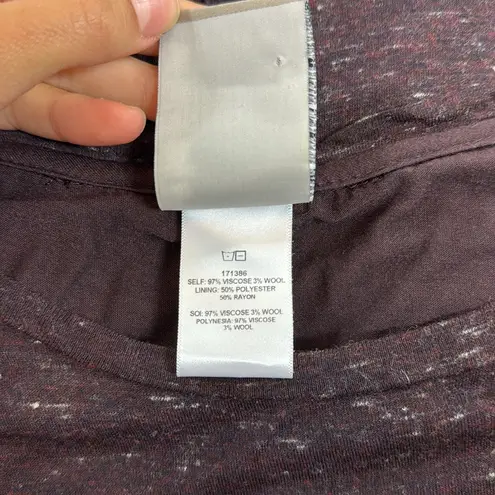 171386
SELF: 97% VISCOSE 3% WOOL
LINING: 50% POLYESTER
50% RAYON
SOI: 97% VISCOSE 3% WOOL
POLYNESIA: 97% VISCOSE
3% WOOL